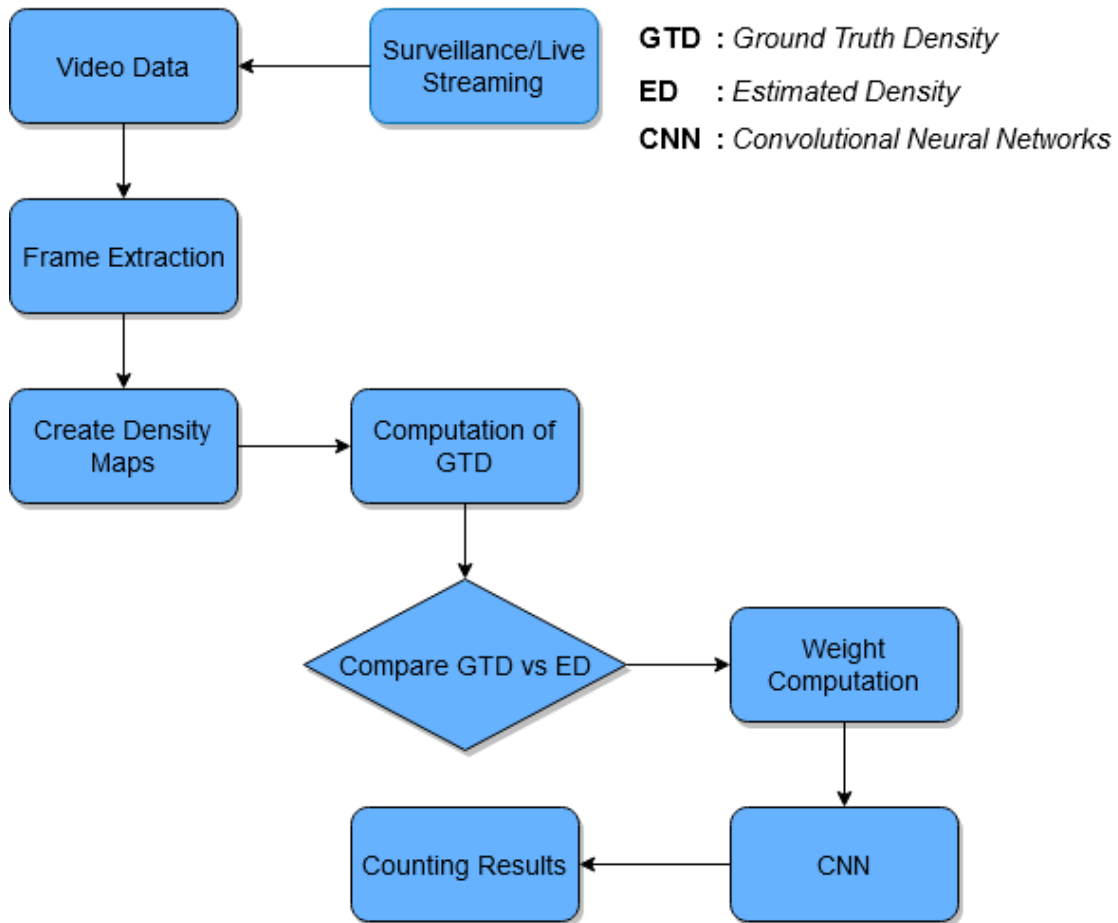 Video Data
Surveillance/Live
Streaming
GTD : Ground Truth Density
ED : Estimated Density
CNN : Convolutional Neural Networks
Frame Extraction
Create Density
Maps
Computation of
GTD
Compare GTD vs ED
Weight
Computation
Counting Results
CNN